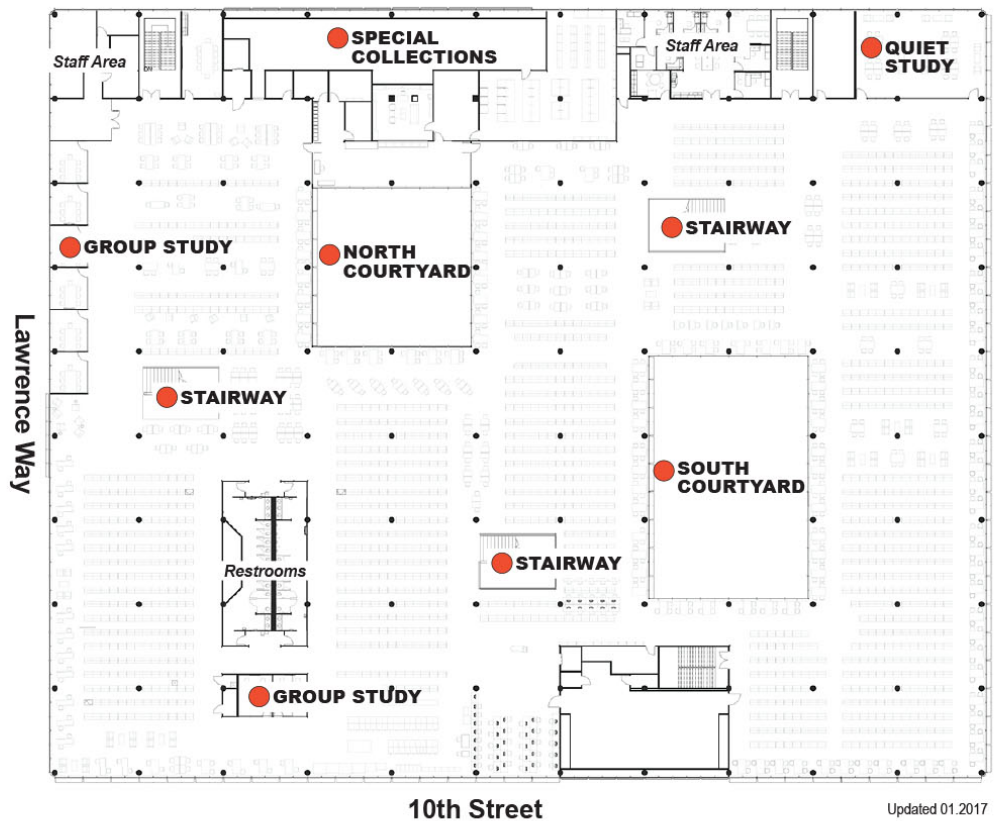 SPECIAL
COLLECTIONS
Staff Area
QUIET
STUDY
Staff Area
STAIRWAY
GROUP STUDY
NORTH
COURTYARD
Lawrence Way
STAIRWAY
SOUTH
COURTYARD
STAIRWAY
Restrooms
GROUP STUDY
10th Street
Updated 01.2017